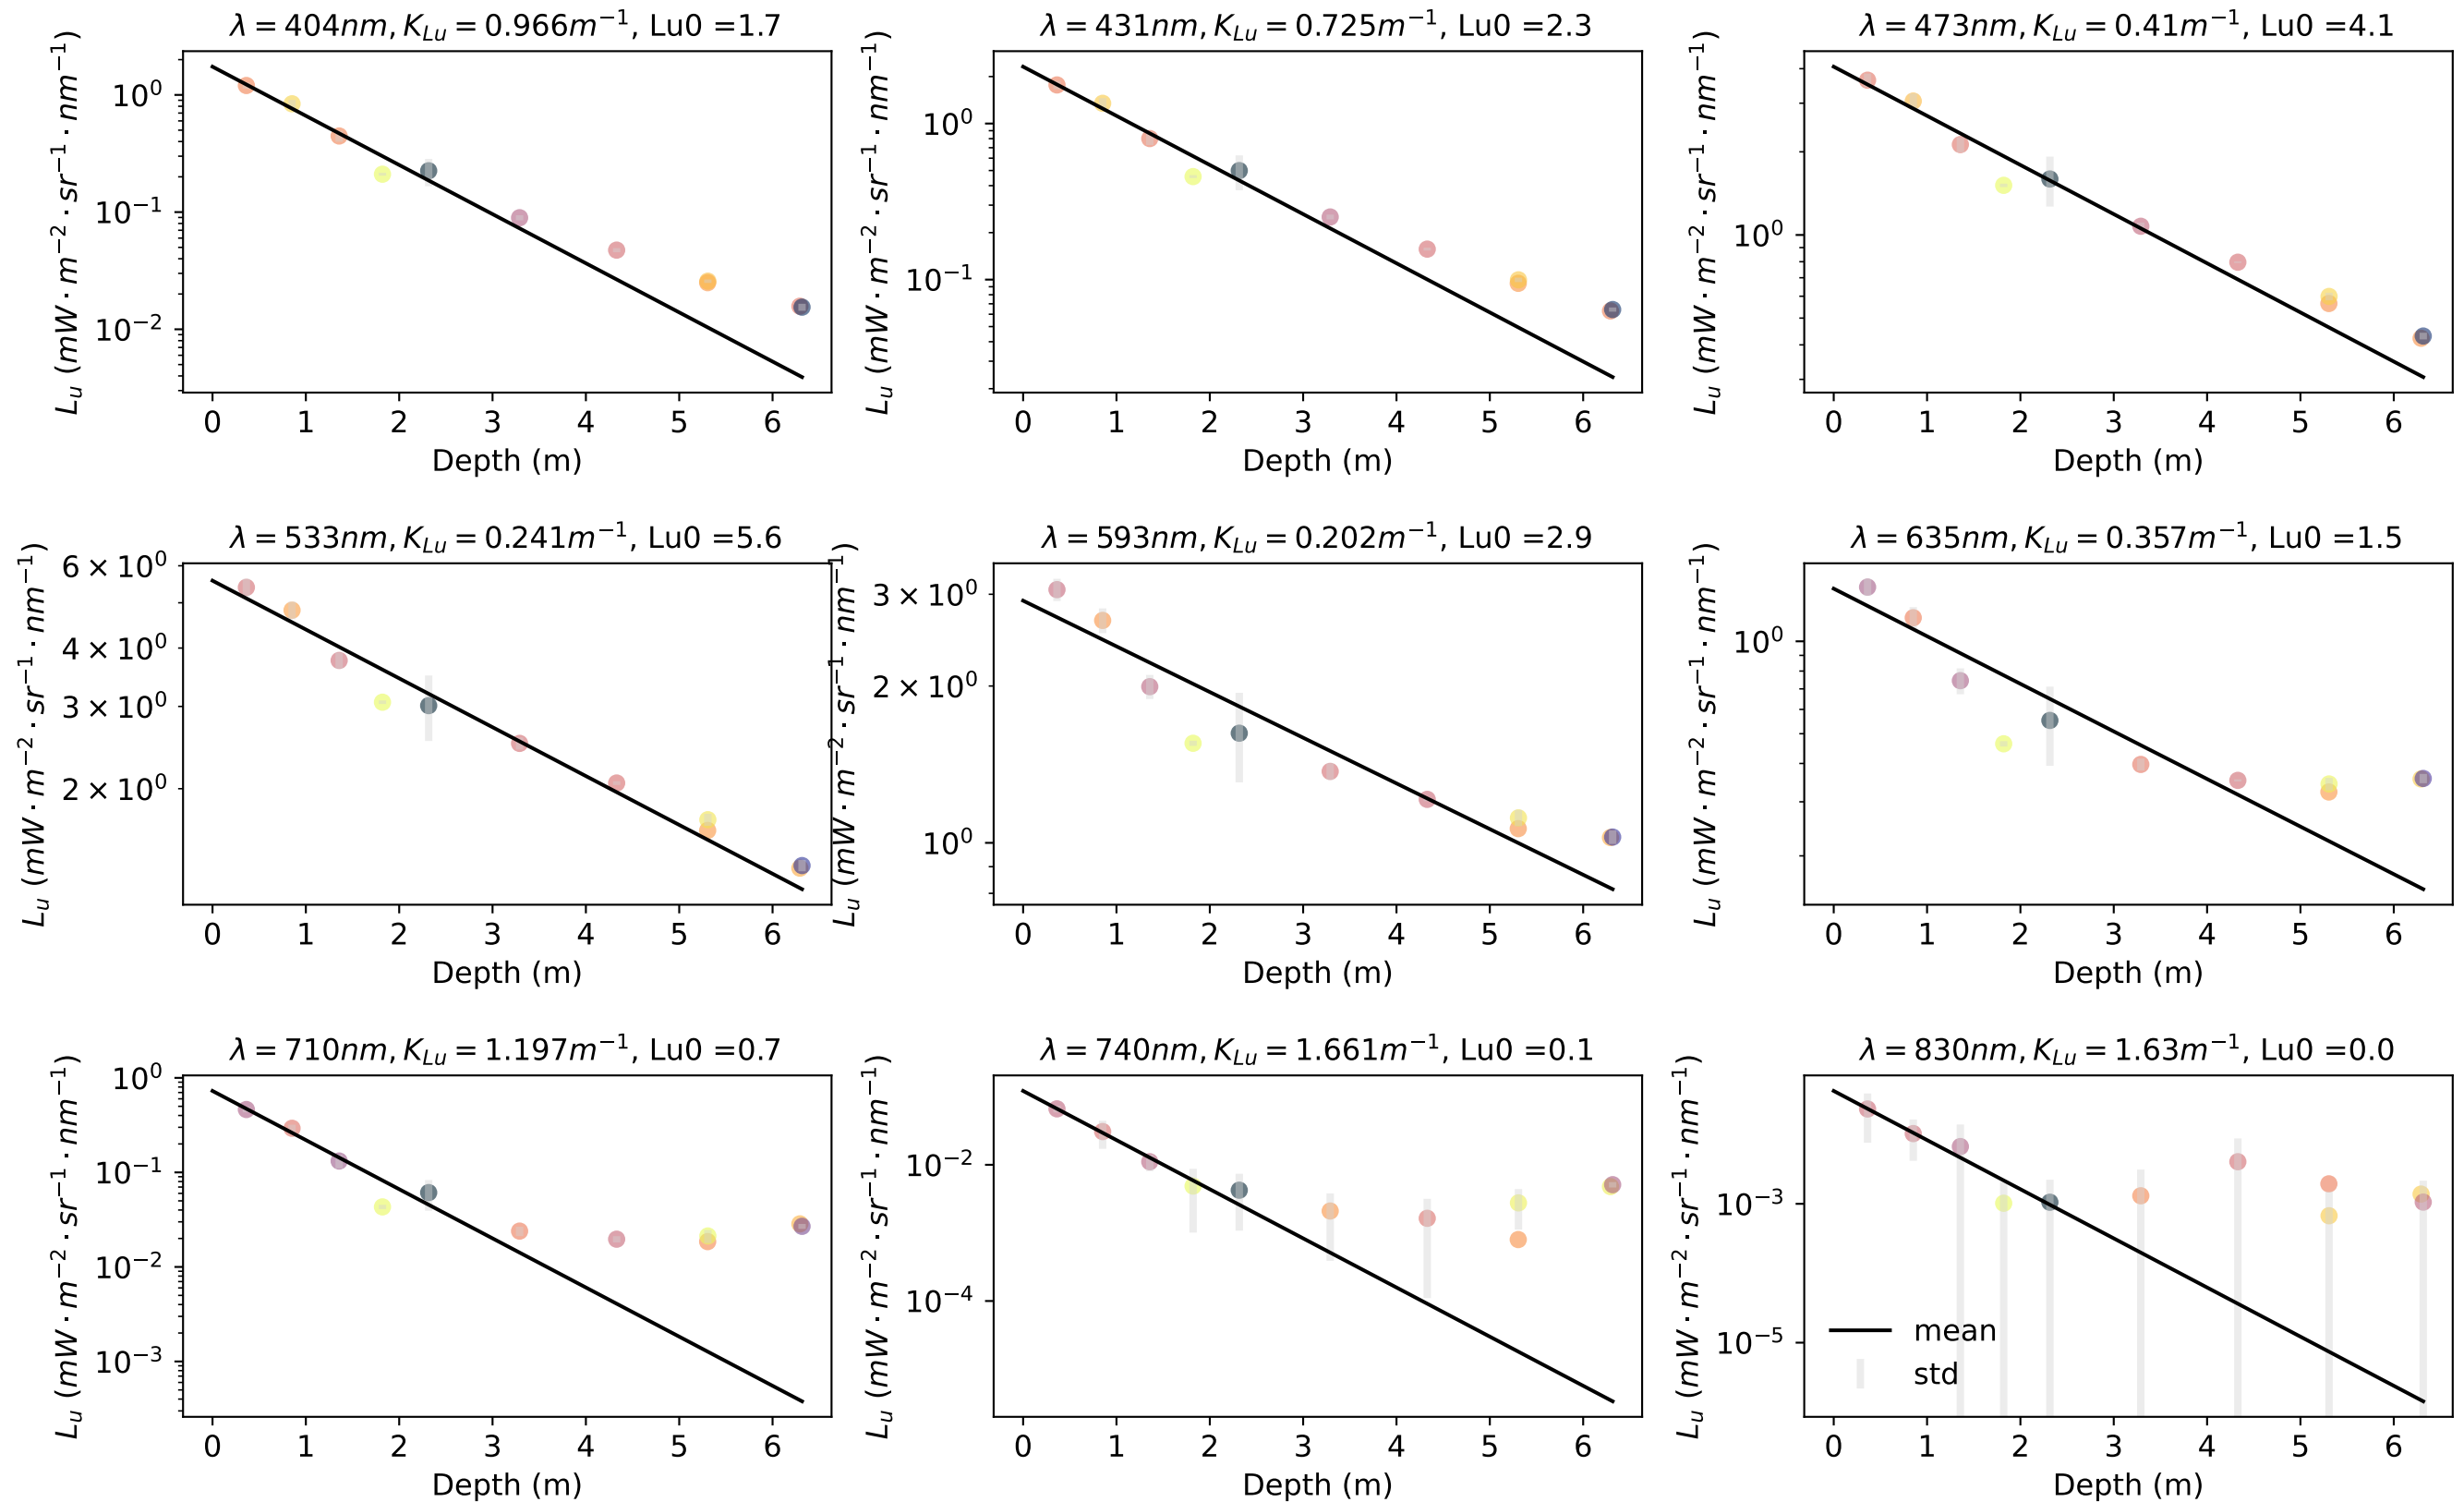 λ = 404nm, K_Lu = 0.966m⁻¹, Lu0 =1.7
L_u (mW · m⁻² · sr⁻¹ · nm⁻¹)
10⁰
10⁻¹
10⁻²
0 1 2 3 4 5 6
Depth (m)
λ = 431nm, K_Lu = 0.725m⁻¹, Lu0 =2.3
L_u (mW · m⁻² · sr⁻¹ · nm⁻¹)
10⁰
10⁻¹
0 1 2 3 4 5 6
Depth (m)
λ = 473nm, K_Lu = 0.41m⁻¹, Lu0 =4.1
L_u (mW · m⁻² · sr⁻¹ · nm⁻¹)
10⁰
0 1 2 3 4 5 6
Depth (m)
λ = 533nm, K_Lu = 0.241m⁻¹, Lu0 =5.6
L_u (mW · m⁻² · sr⁻¹ · nm⁻¹)
6 × 10⁰
4 × 10⁰
3 × 10⁰
2 × 10⁰
0 1 2 3 4 5 6
Depth (m)
λ = 593nm, K_Lu = 0.202m⁻¹, Lu0 =2.9
L_u (mW · m⁻² · sr⁻¹ · nm⁻¹)
3 × 10⁰
2 × 10⁰
10⁰
0 1 2 3 4 5 6
Depth (m)
λ = 635nm, K_Lu = 0.357m⁻¹, Lu0 =1.5
L_u (mW · m⁻² · sr⁻¹ · nm⁻¹)
10⁰
0 1 2 3 4 5 6
Depth (m)
λ = 710nm, K_Lu = 1.197m⁻¹, Lu0 =0.7
L_u (mW · m⁻² · sr⁻¹ · nm⁻¹)
10⁰
10⁻¹
10⁻²
10⁻³
0 1 2 3 4 5 6
Depth (m)
λ = 740nm, K_Lu = 1.661m⁻¹, Lu0 =0.1
L_u (mW · m⁻² · sr⁻¹ · nm⁻¹)
10⁻²
10⁻⁴
0 1 2 3 4 5 6
Depth (m)
λ = 830nm, K_Lu = 1.63m⁻¹, Lu0 =0.0
L_u (mW · m⁻² · sr⁻¹ · nm⁻¹)
10⁻³
10⁻⁵
mean
std
0 1 2 3 4 5 6
Depth (m)